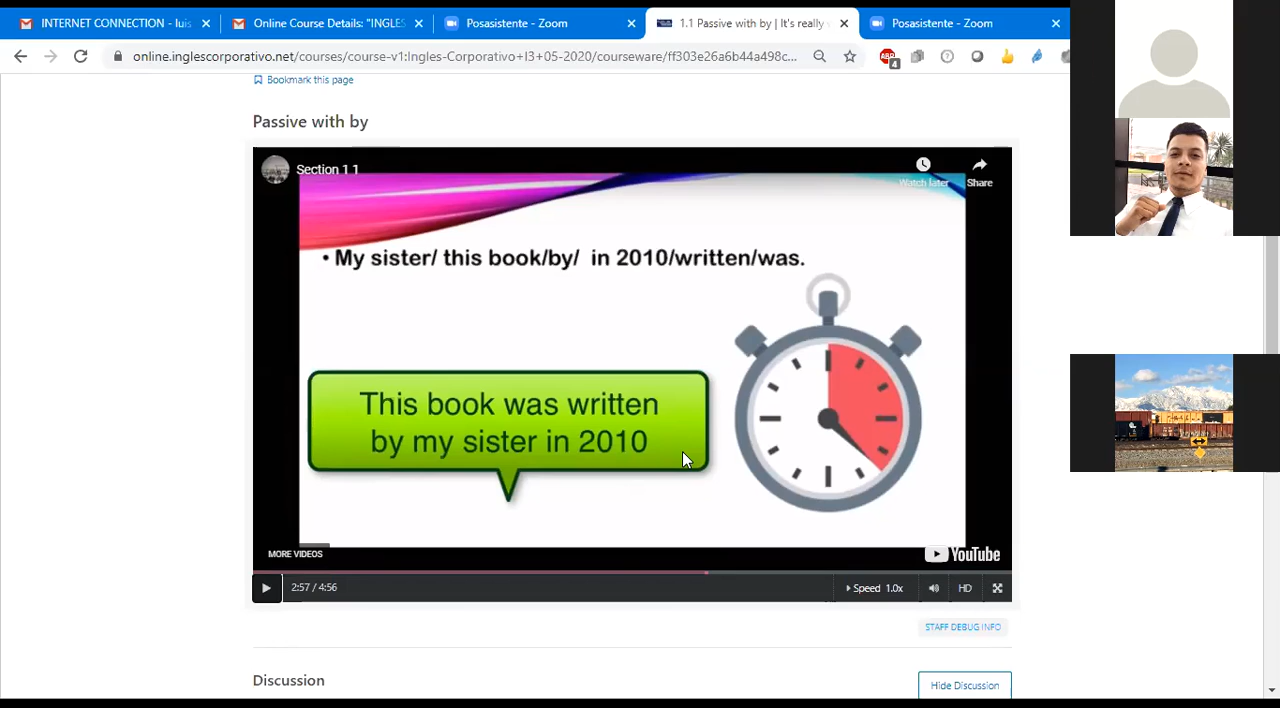 INTERNET CONNECTION - luis
Online Course Details: "INGLES
Posasistente - Zoom
1.1 Passive with by | It's really
Posasistente - Zoom
online.inglescorporativo.net/courses/course-v1:Ingles-Corporativo+I3+05-2020/courseware/ff303e26a6b44a498c...
4
Bookmark this page
Passive with by
Section 1 1
Watch later
Share
• My sister/ this book/by/ in 2010/written/was.
This book was written
by my sister in 2010
MORE VIDEOS
YouTube
2:57 / 4:56
Speed 1.0x
HD
STAFF DEBUG INFO
Discussion
Hide Discussion